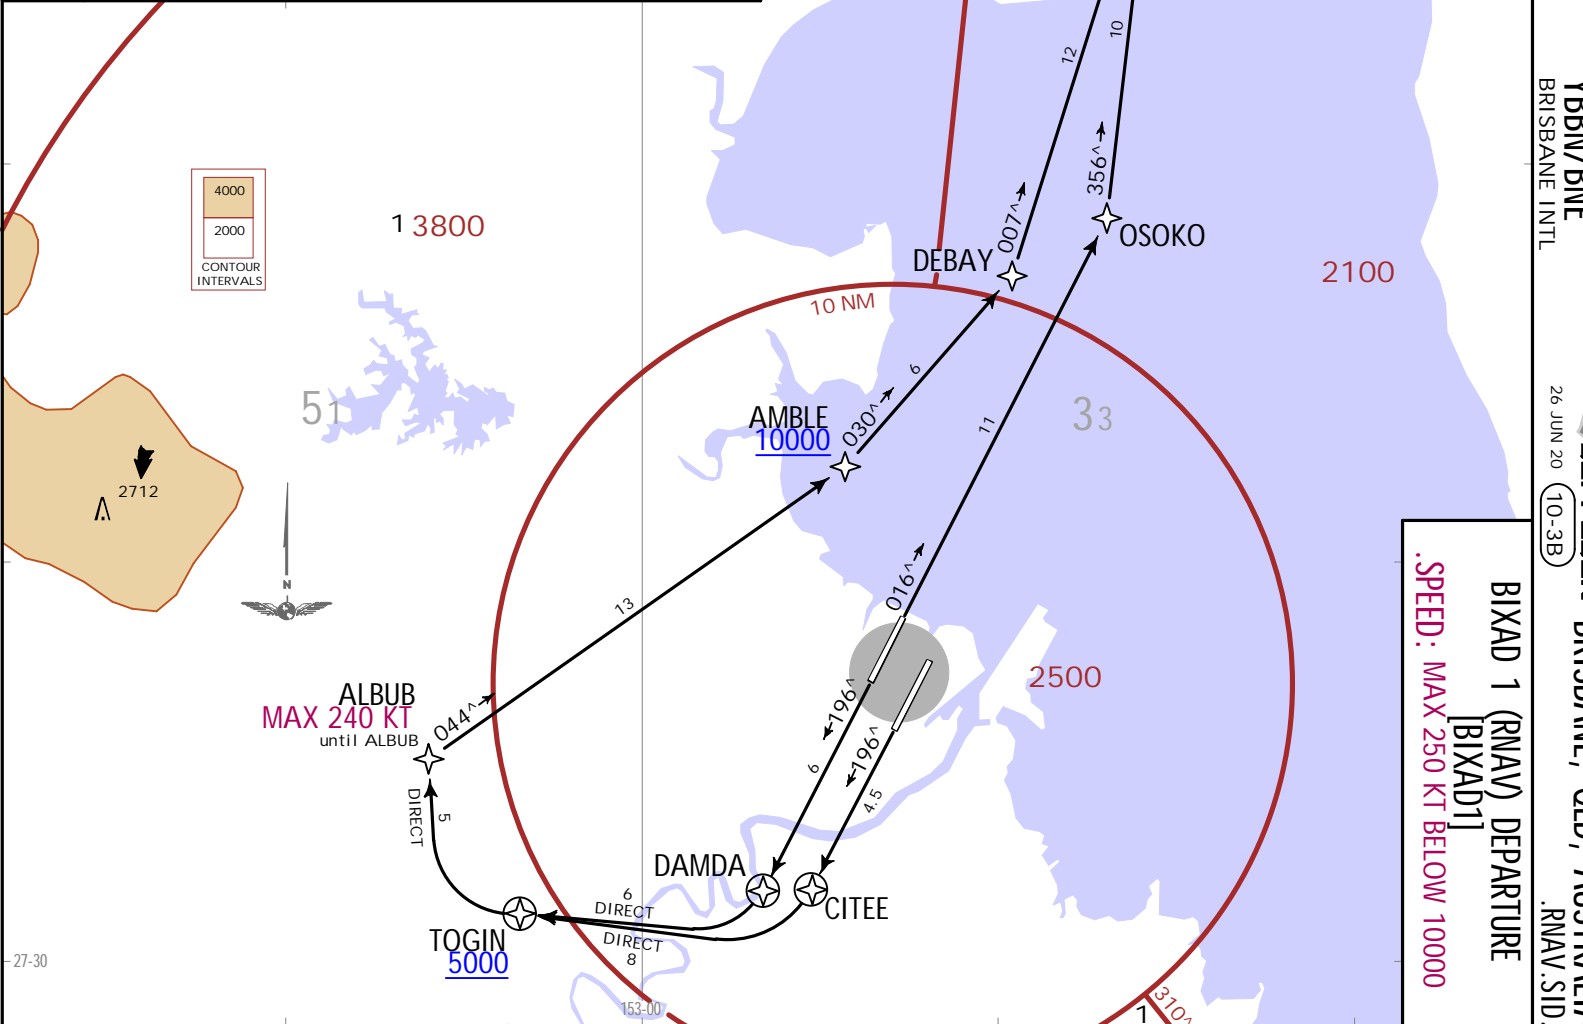 12
10
4000
2000
CONTOUR
INTERVALS
1 3800
356^
007^
DEBAY
OSOKO
2100
10 NM
6
51
AMBLE
10000
030^
11
33
2712
N
13
016^
2500
ALBUB
MAX 240 KT
until ALBUB
044^
196^
196^
6
4.5
DIRECT
5
DAMDA
CITEE
6
DIRECT
DIRECT
8
TOGIN
5000
27-30
153-00
310^
1
YBBN/BNE
BRISBANE INTL
26 JUN 20
10-3B
BRISBANE, QLD, AUSTRALIA
.RNAV.SID.
BIXAD 1 (RNAV) DEPARTURE
[BIXAD1]
.SPEED: MAX 250 KT BELOW 10000